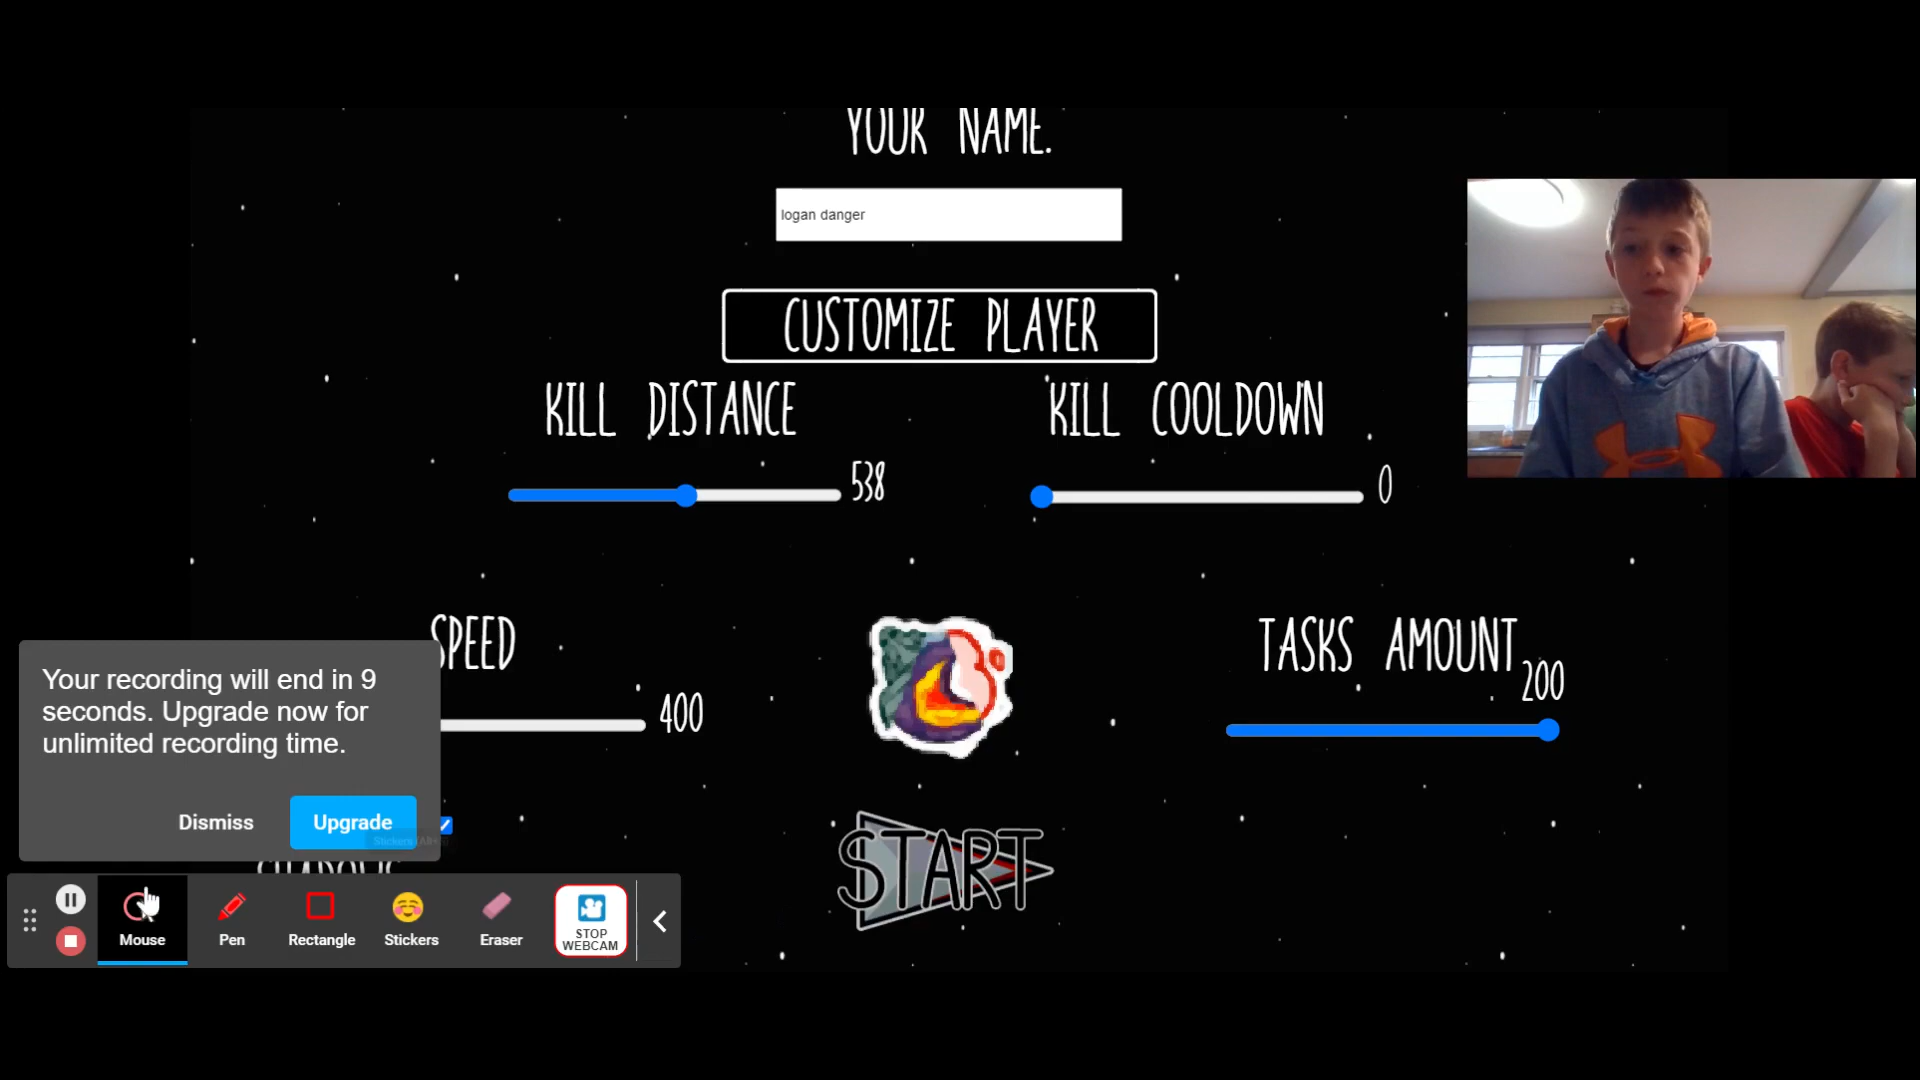 YOUR NAME.
logan danger
CUSTOMIZE PLAYER
KILL DISTANCE
538
KILL COOLDOWN
0
SPEED
400
TASKS AMOUNT
200
Your recording will end in 9
seconds. Upgrade now for
unlimited recording time.
Dismiss
Upgrade
START
Mouse
Pen
Rectangle
Stickers
Eraser
STOP
WEBCAM